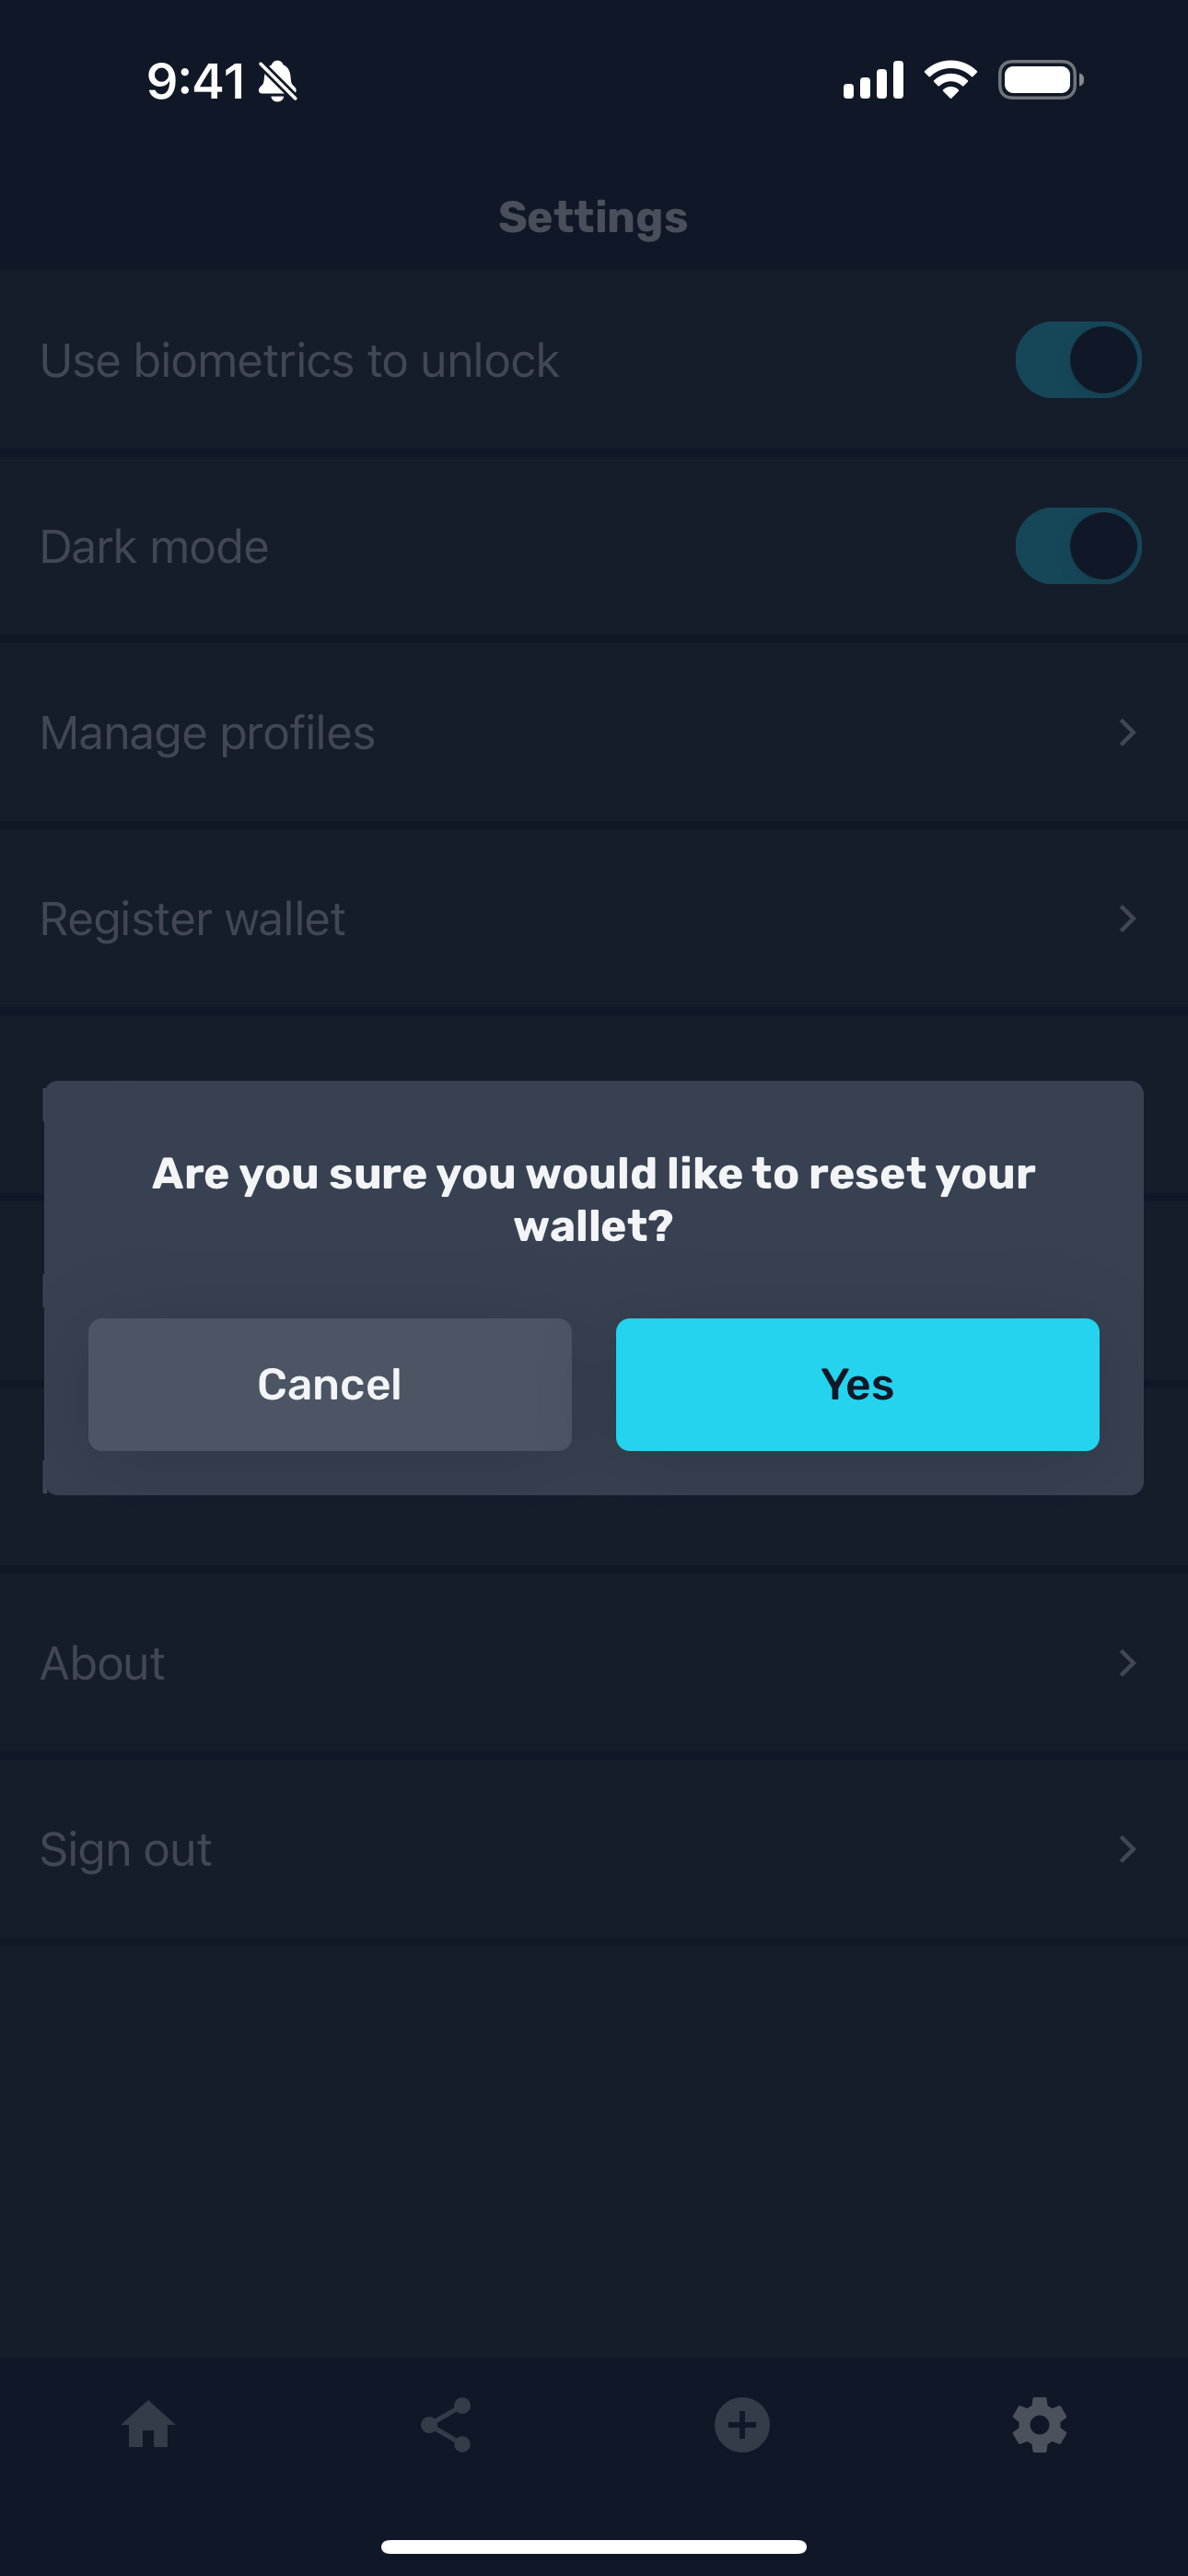 9:41
Settings
Use biometrics to unlock
Dark mode
Manage profiles
Register wallet
Are you sure you would like to reset your
wallet?
Cancel
Yes
About
Sign out